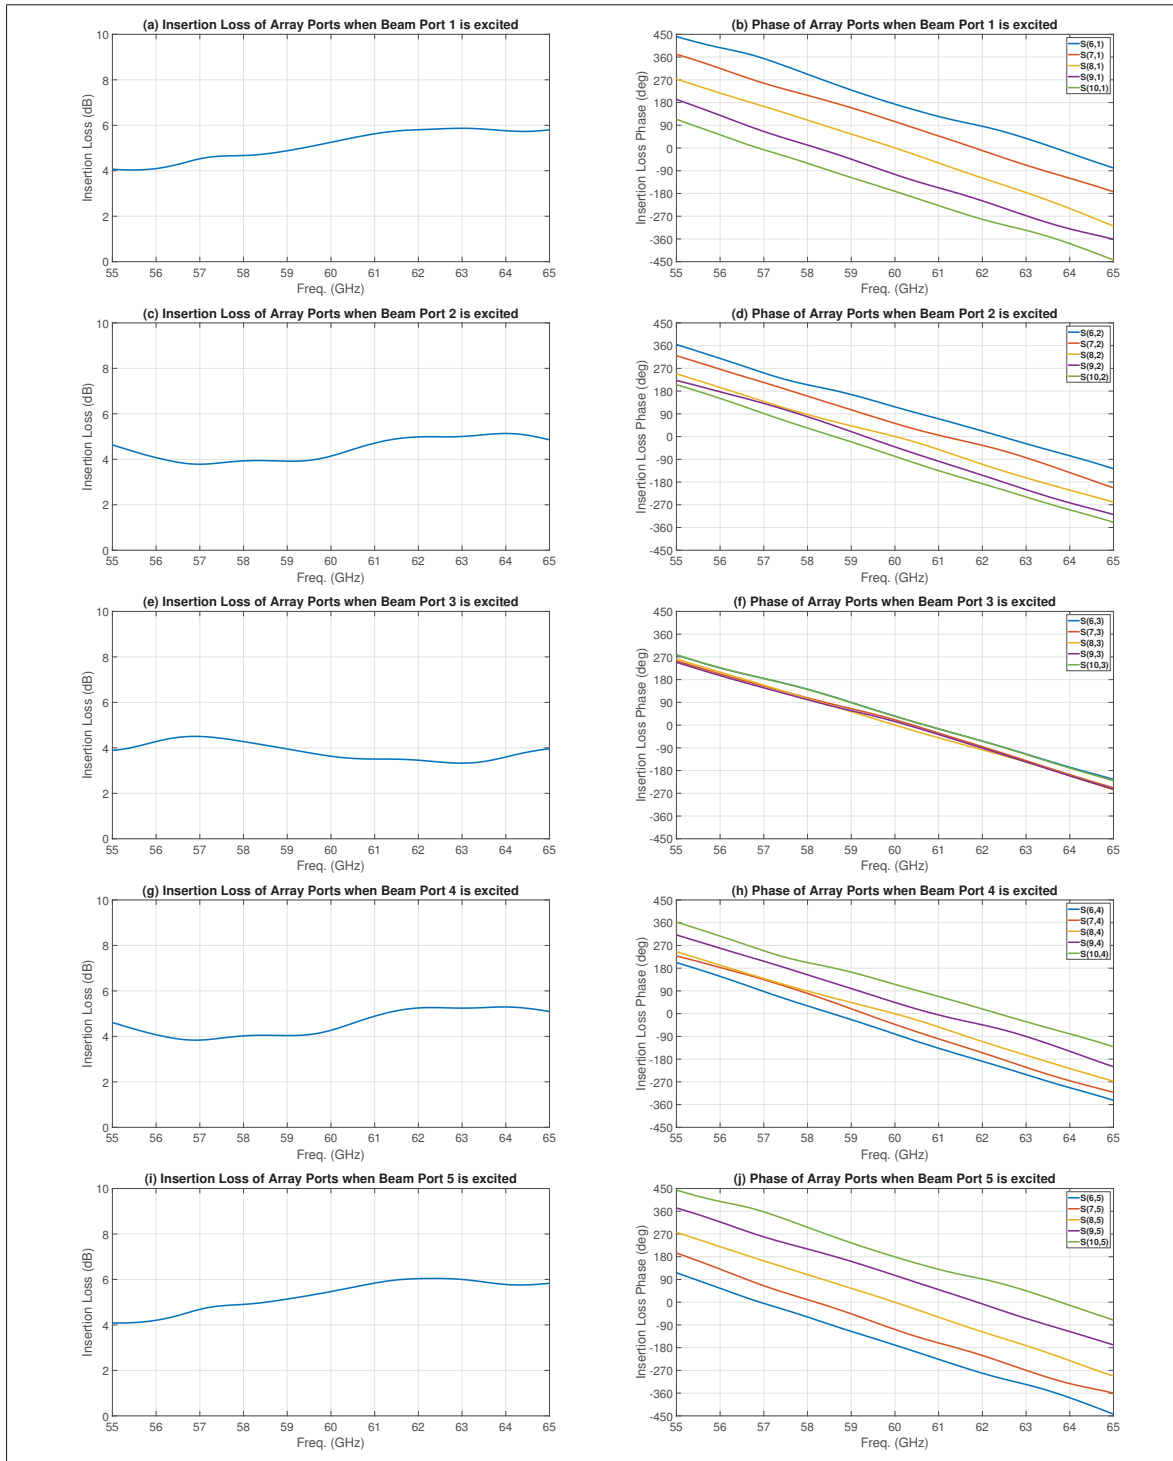 (a) Insertion Loss of Array Ports when Beam Port 1 is excited
10
8
6
4
2
0
Insertion Loss (dB)
55 56 57 58 59 60 61 62 63 64 65
Freq. (GHz)
(b) Phase of Array Ports when Beam Port 1 is excited
450
360
270
180
90
0
-90
-180
-270
-360
-450
Insertion Loss Phase (deg)
S(6,1)
S(7,1)
S(8,1)
S(9,1)
S(10,1)
55 56 57 58 59 60 61 62 63 64 65
Freq. (GHz)
(c) Insertion Loss of Array Ports when Beam Port 2 is excited
10
8
6
4
2
0
Insertion Loss (dB)
55 56 57 58 59 60 61 62 63 64 65
Freq. (GHz)
(d) Phase of Array Ports when Beam Port 2 is excited
450
360
270
180
90
0
-90
-180
-270
-360
-450
Insertion Loss Phase (deg)
S(6,2)
S(7,2)
S(8,2)
S(9,2)
S(10,2)
55 56 57 58 59 60 61 62 63 64 65
Freq. (GHz)
(e) Insertion Loss of Array Ports when Beam Port 3 is excited
10
8
6
4
2
0
Insertion Loss (dB)
55 56 57 58 59 60 61 62 63 64 65
Freq. (GHz)
(f) Phase of Array Ports when Beam Port 3 is excited
450
360
270
180
90
0
-90
-180
-270
-360
-450
Insertion Loss Phase (deg)
S(6,3)
S(7,3)
S(8,3)
S(9,3)
S(10,3)
55 56 57 58 59 60 61 62 63 64 65
Freq. (GHz)
(g) Insertion Loss of Array Ports when Beam Port 4 is excited
10
8
6
4
2
0
Insertion Loss (dB)
55 56 57 58 59 60 61 62 63 64 65
Freq. (GHz)
(h) Phase of Array Ports when Beam Port 4 is excited
450
360
270
180
90
0
-90
-180
-270
-360
-450
Insertion Loss Phase (deg)
S(6,4)
S(7,4)
S(8,4)
S(9,4)
S(10,4)
55 56 57 58 59 60 61 62 63 64 65
Freq. (GHz)
(i) Insertion Loss of Array Ports when Beam Port 5 is excited
10
8
6
4
2
0
Insertion Loss (dB)
55 56 57 58 59 60 61 62 63 64 65
Freq. (GHz)
(j) Phase of Array Ports when Beam Port 5 is excited
450
360
270
180
90
0
-90
-180
-270
-360
-450
Insertion Loss Phase (deg)
S(6,5)
S(7,5)
S(8,5)
S(9,5)
S(10,5)
55 56 57 58 59 60 61 62 63 64 65
Freq. (GHz)